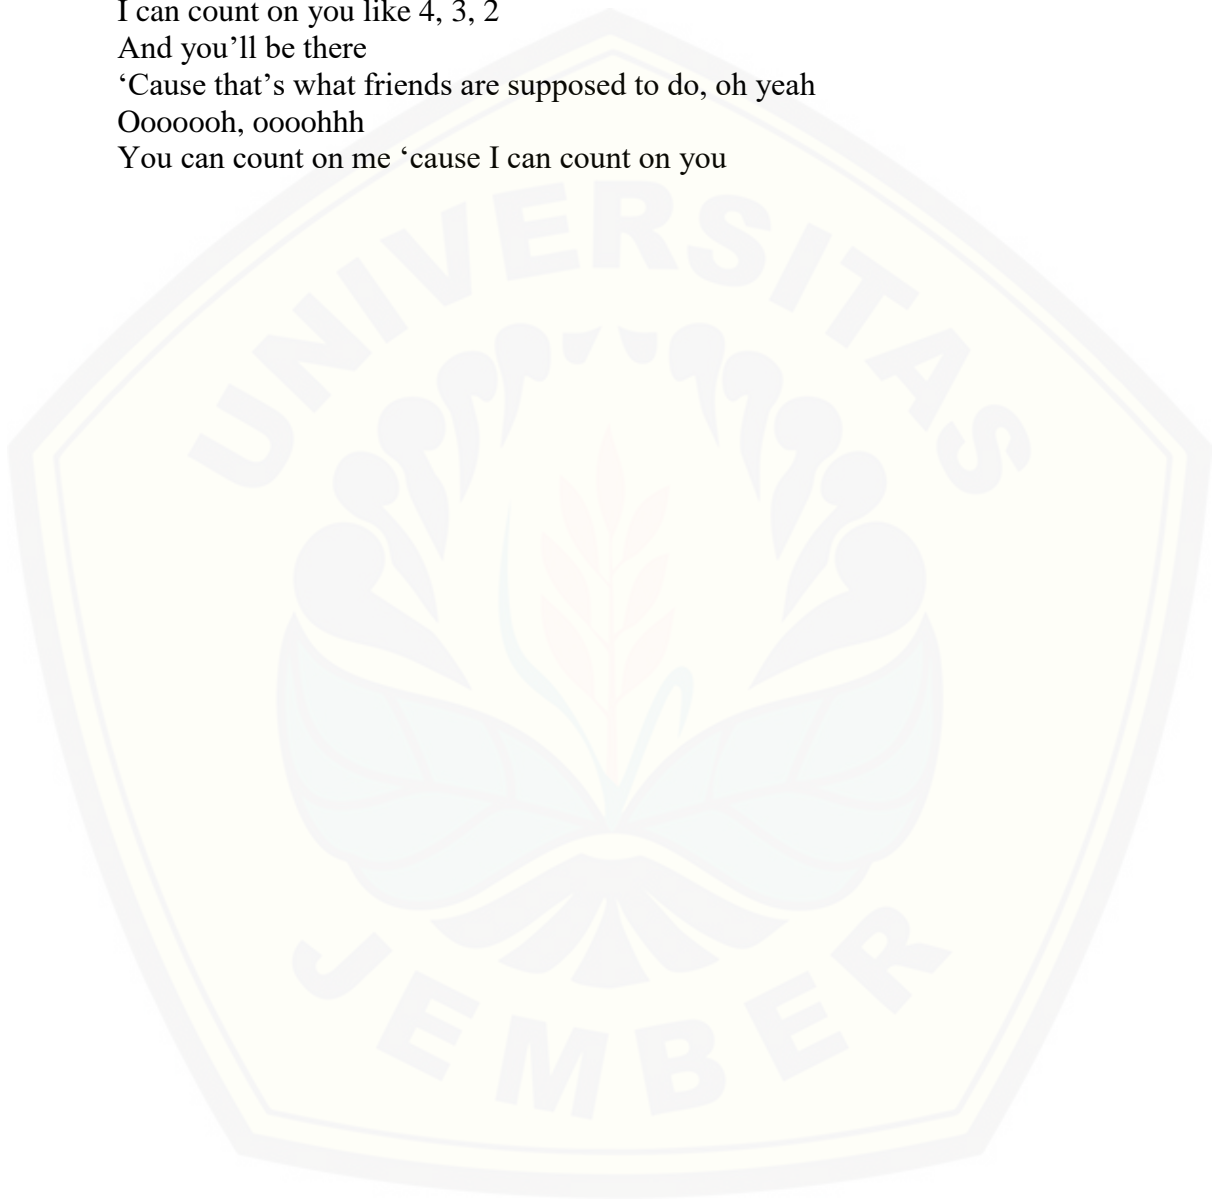 I can count on you like 4, 3, 2
And you’ll be there
‘Cause that’s what friends are supposed to do, oh yeah
Ooooooh, oooohhh
You can count on me ‘cause I can count on you
UNIVERSITAS
JEMBER